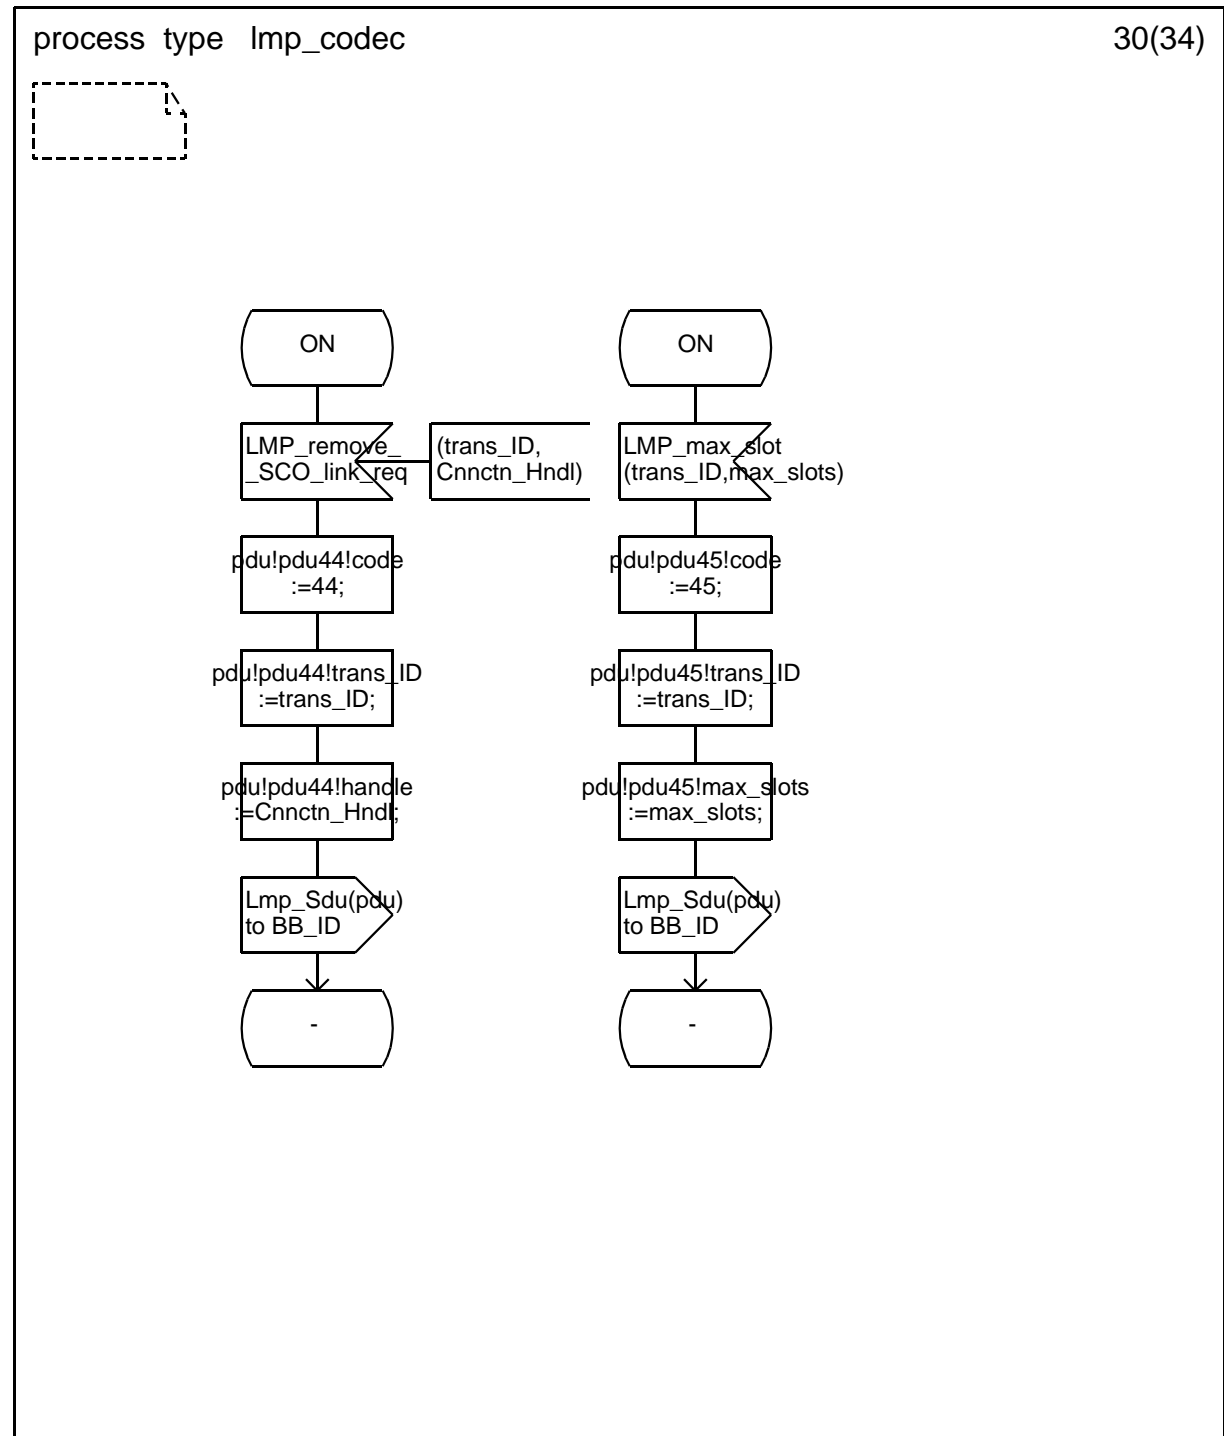 process type lmp_codec
30(34)
ON
LMP_remove_
_SCO_link_req
(trans_ID,
Cnnctn_Hndl)
pdu!pdu44!code
:=44;
pdu!pdu44!trans_ID
:=trans_ID;
pdu!pdu44!handle
:=Cnnctn_Hndl;
Lmp_Sdu(pdu)
to BB_ID
-
ON
LMP_max_slot
(trans_ID,max_slots)
pdu!pdu45!code
:=45;
pdu!pdu45!trans_ID
:=trans_ID;
pdu!pdu45!max_slots
:=max_slots;
Lmp_Sdu(pdu)
to BB_ID
-